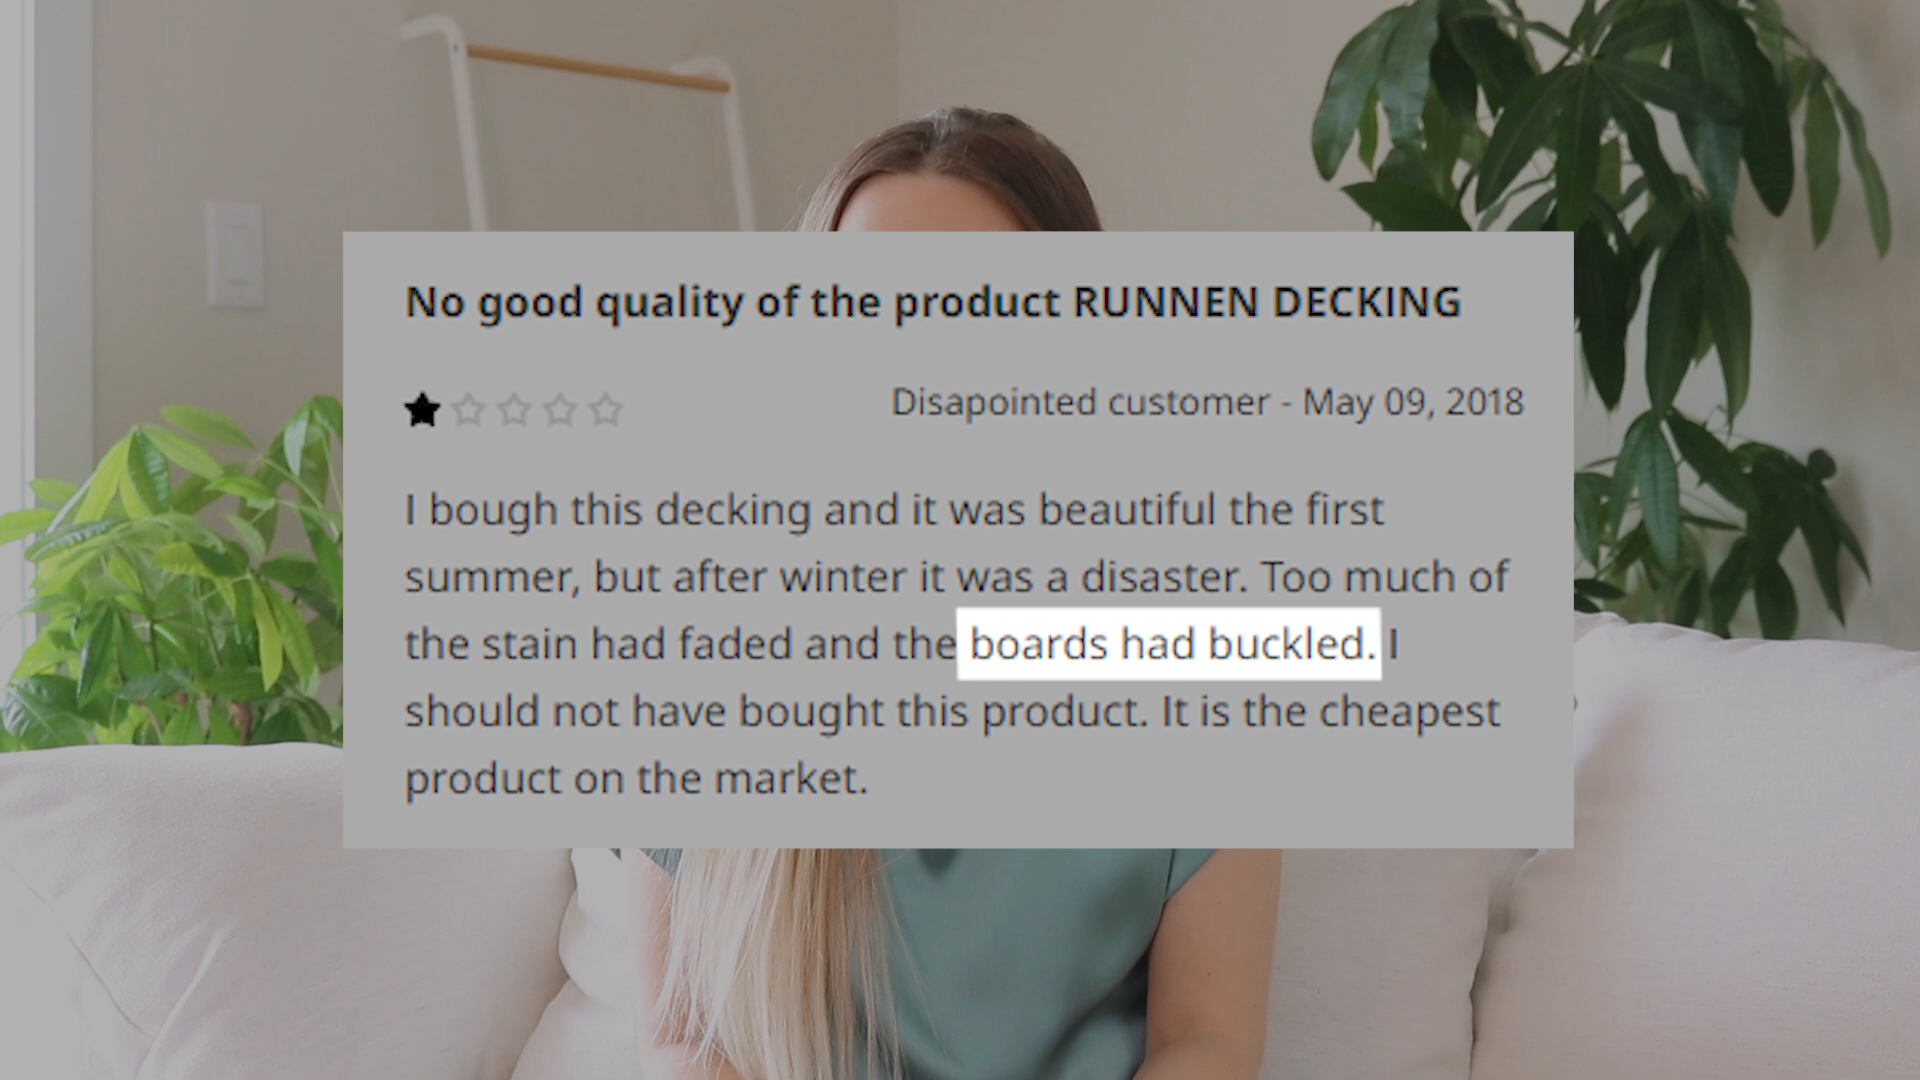 No good quality of the product RUNNEN DECKING
Disapointed customer - May 09, 2018
I bough this decking and it was beautiful the first
summer, but after winter it was a disaster. Too much of
the stain had faded and the boards had buckled. I
should not have bought this product. It is the cheapest
product on the market.